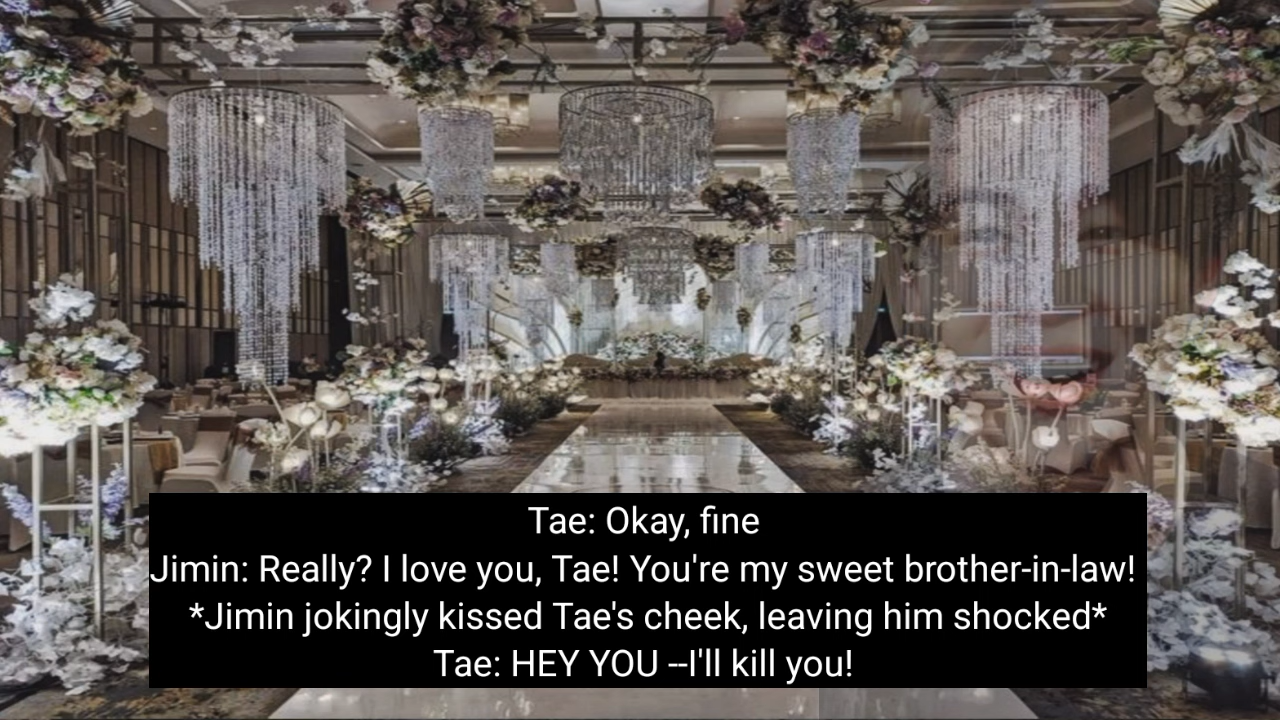 Tae: Okay, fine
Jimin: Really? I love you, Tae! You're my sweet brother-in-law!
*Jimin jokingly kissed Tae's cheek, leaving him shocked*
Tae: HEY YOU --I'll kill you!